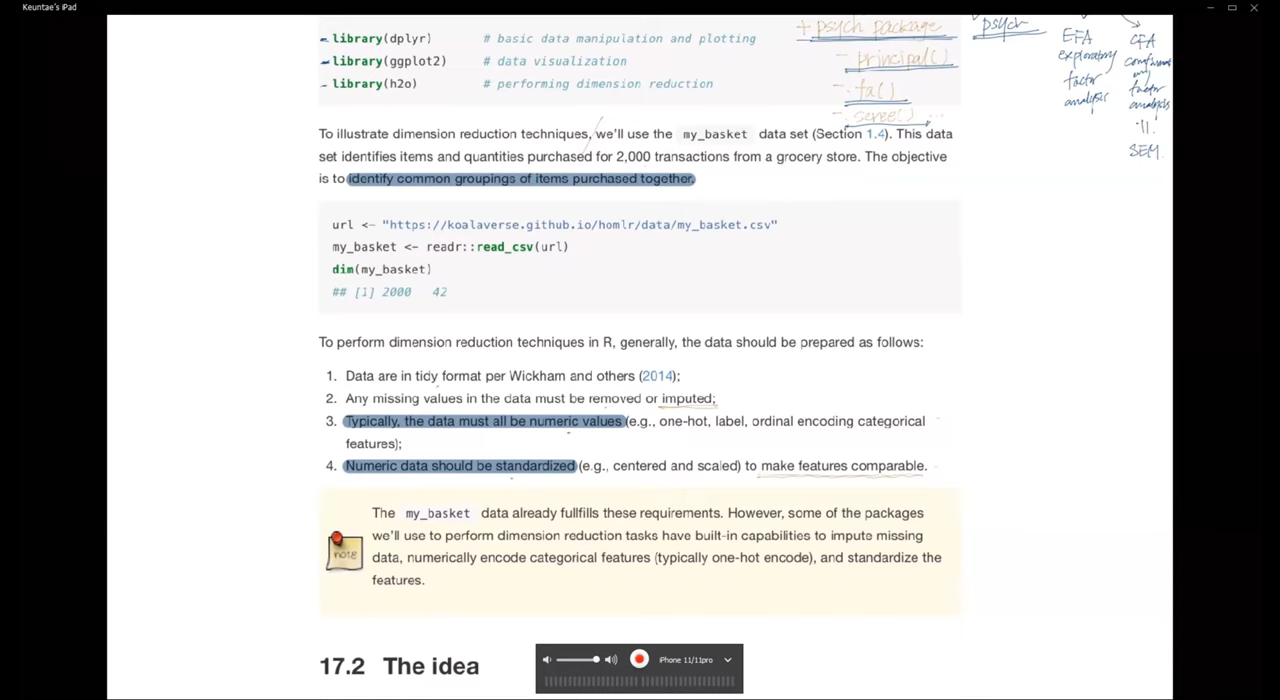 Keuntae's iPad
library(dplyr) # basic data manipulation and plotting
library(ggplot2) # data visualization
library(h2o) # performing dimension reduction
+ psych package
- principal()
- fa()
- scree() ...
psych
EFA
exploratory
factor
analysis
CFA
factor
analysis
SEM
To illustrate dimension reduction techniques, we'll use the my_basket data set (Section 1.4). This data
set identifies items and quantities purchased for 2,000 transactions from a grocery store. The objective
is to identify common groupings of items purchased together.
url <- "https://koalaverse.github.io/homlr/data/my_basket.csv"
my_basket <- readr::read_csv(url)
dim(my_basket)
## [1] 2000 42
To perform dimension reduction techniques in R, generally, the data should be prepared as follows:
1. Data are in tidy format per Wickham and others (2014);
2. Any missing values in the data must be removed or imputed;
3. Typically, the data must all be numeric values (e.g., one-hot, label, ordinal encoding categorical
features);
4. Numeric data should be standardized (e.g., centered and scaled) to make features comparable.
The my_basket data already fullfills these requirements. However, some of the packages
we'll use to perform dimension reduction tasks have built-in capabilities to impute missing
data, numerically encode categorical features (typically one-hot encode), and standardize the
features.
note
17.2 The idea
iPhone 11/11pro